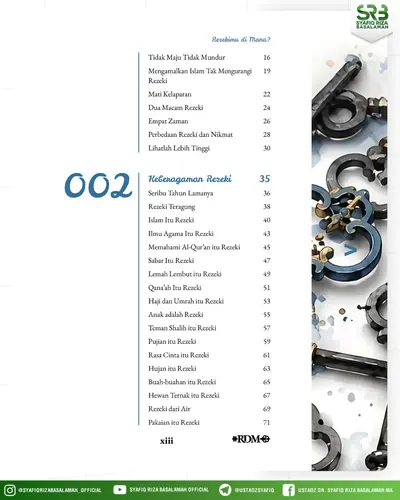 SRB
SYAFIQ RIZA
BASALAMAH
Rezekimu di Mana?
Tidak Maju Tidak Mundur 16
Mengamalkan Islam Tak Mengurangi 19
Rezeki
Mati Kelaparan 22
Dua Macam Rezeki 24
Empat Zaman 26
Perbedaan Rezeki dan Nikmat 28
Lihatlah Lebih Tinggi 30
002 Keberagaman Rezeki 35
Seribu Tahun Lamanya 36
Rezeki Teragung 38
Islam Itu Rezeki 40
Ilmu Agama Itu Rezeki 43
Memahami Al-Qur'an itu Rezeki 45
Sabar Itu Rezeki 47
Lemah Lembut itu Rezeki 49
Qana'ah Itu Rezeki 51
Haji dan Umrah itu Rezeki 53
Anak adalah Rezeki 55
Teman Shalih itu Rezeki 57
Pujian itu Rezeki 59
Rasa Cinta itu Rezeki 61
Hujan itu Rezeki 63
Buah-buahan itu Rezeki 65
Hewan Ternak itu Rezeki 67
Rezeki dari Air 69
Pakaian itu Rezeki 71
xiii RDM
@SYAFIQRIZABASALAMAH_OFFICIAL SYAFIQ RIZA BASALAMAH OFFICIAL @USTADZSYAFIQ USTADZ DR. SYAFIQ RIZA BASALAMAH MA